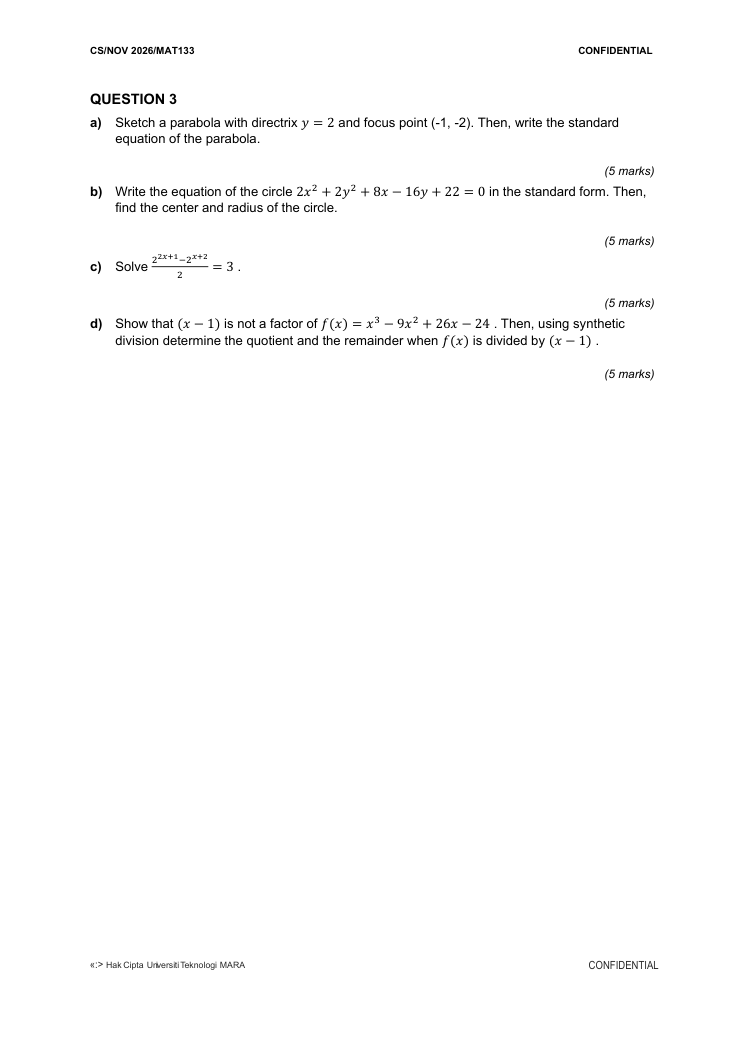 CS/NOV 2026/MAT133 CONFIDENTIAL
QUESTION 3
a) Sketch a parabola with directrix y = 2 and focus point (-1, -2). Then, write the standard
equation of the parabola.
(5 marks)
b) Write the equation of the circle 2x² + 2y² + 8x − 16y + 22 = 0 in the standard form. Then,
find the center and radius of the circle.
(5 marks)
c) Solve (2^(2x+1)−2^(x+2))/2 = 3 .
(5 marks)
d) Show that (x − 1) is not a factor of f(x) = x³ − 9x² + 26x − 24 . Then, using synthetic
division determine the quotient and the remainder when f(x) is divided by (x − 1) .
(5 marks)
«:> Hak Cipta Universiti Teknologi MARA CONFIDENTIAL